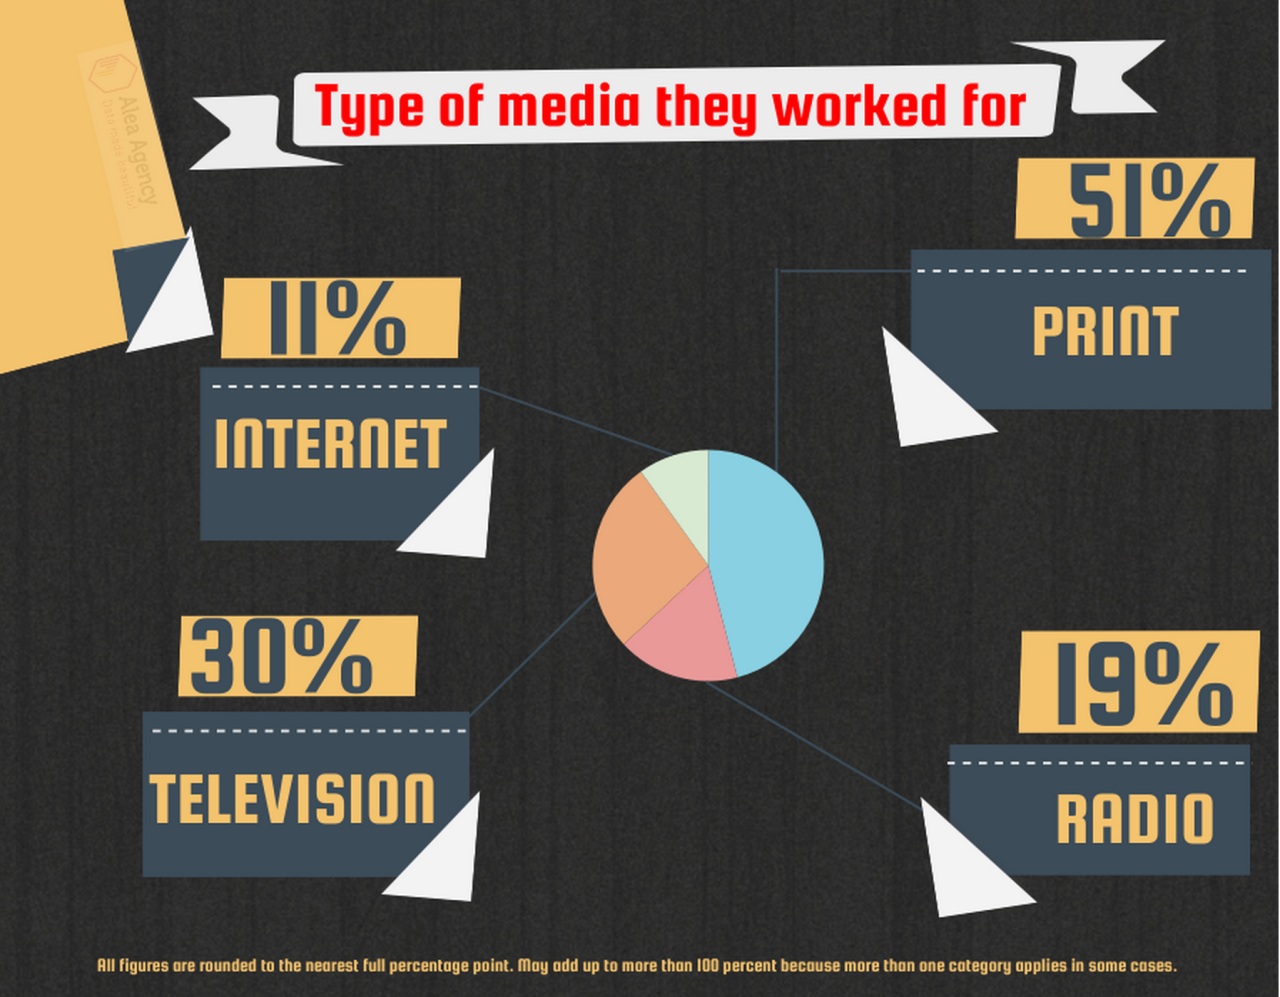 Type of media they worked for
Alea Agency
51%
PRINT
11%
INTERNET
30%
TELEVISION
19%
RADIO
All figures are rounded to the nearest full percentage point. May add up to more than 100 percent because more than one category applies in some cases.